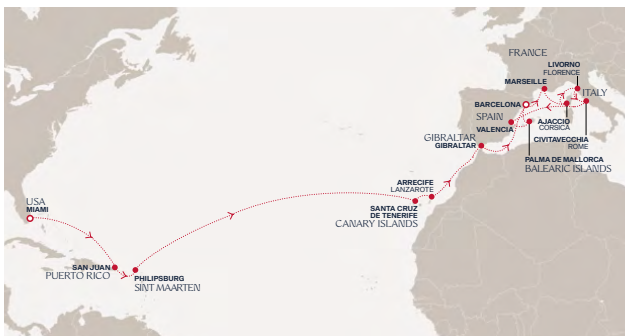 FRANCE
LIVORNO
FLORENCE
MARSEILLE
ITALY
BARCELONA
SPAIN
AJACCIO
CORSICA
VALENCIA
GIBRALTAR
GIBRALTAR
CIVITAVECCHIA
ROME
PALMA DE MALLORCA
BALEARIC ISLANDS
ARRECIFE
LANZAROTE
SANTA CRUZ
DE TENERIFE
CANARY ISLANDS
USA
MIAMI
SAN JUAN
PUERTO RICO
PHILIPSBURG
SINT MAARTEN